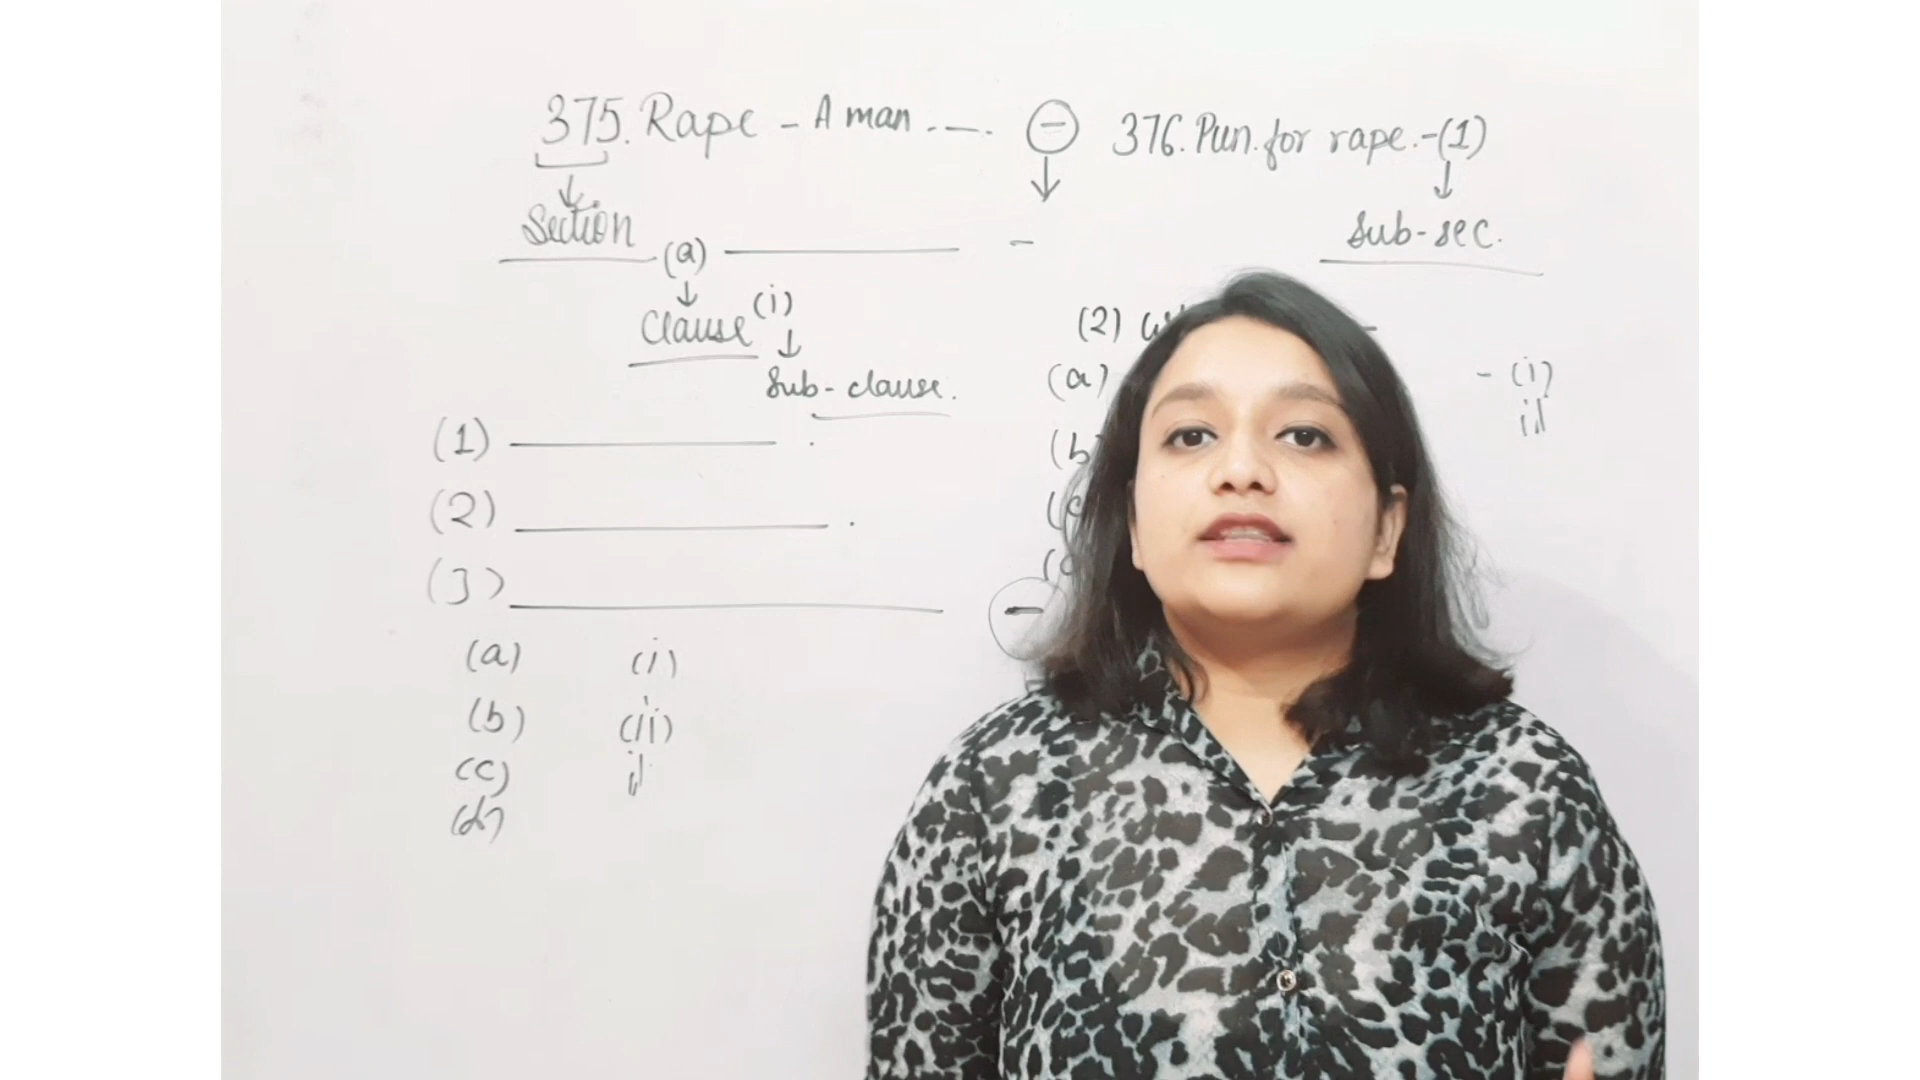 375. Rape - A man .-. (-)
Section
(a) -
Clause
(i)
Sub-clause.
(1) .
(2) .
(3)
(a) (i)
(b) (ii)
(c)
(d)
376. Pun. for rape.-(1)
Sub-sec.
(2)
(a) - (i)
(b